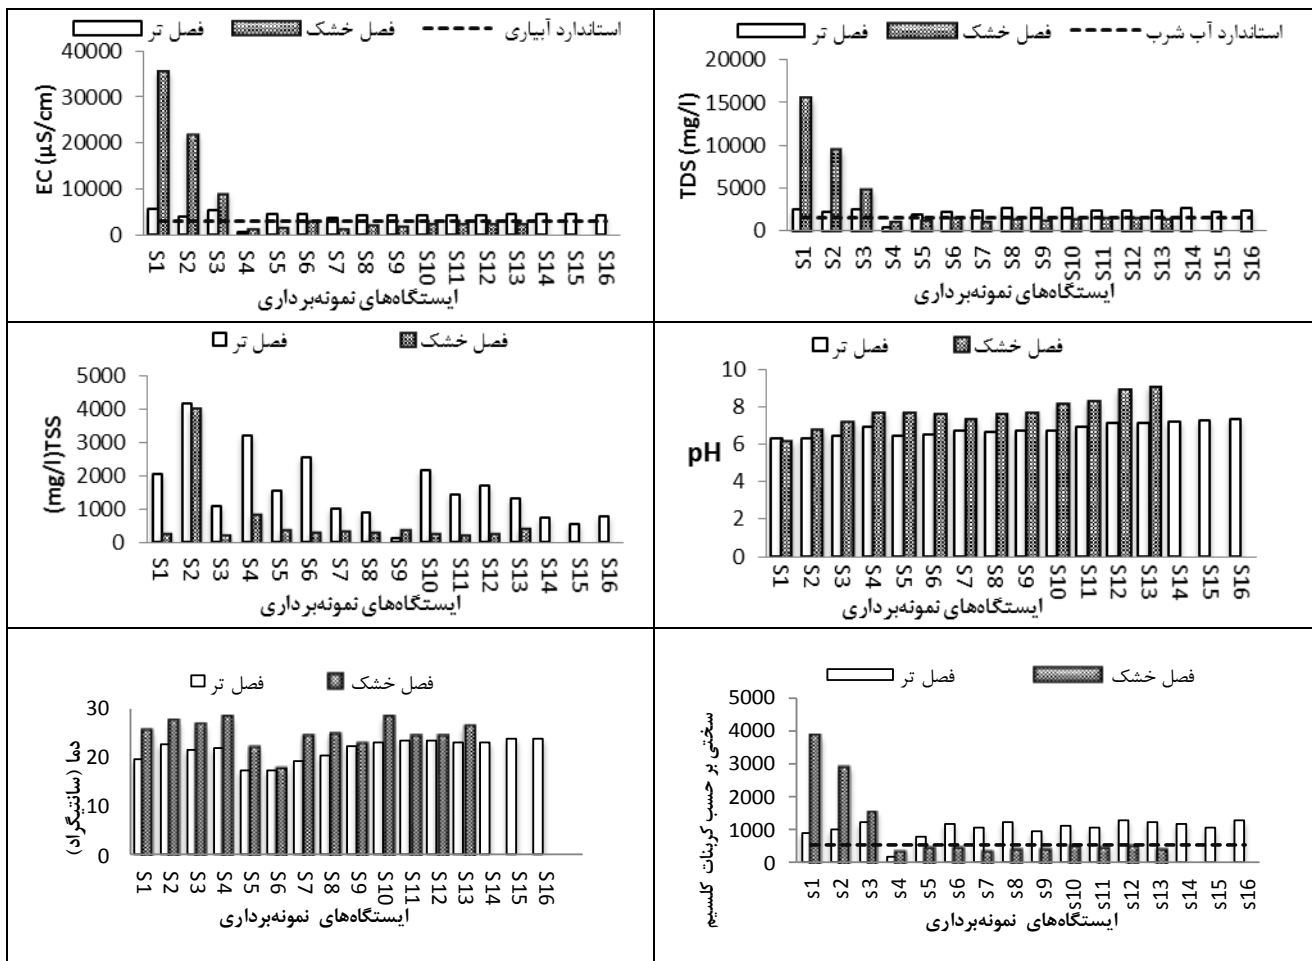 فصل تر فصل خشک استاندارد آبیاری
EC (µS/cm)
40000
30000
20000
10000
0
S1 S2 S3 S4 S5 S6 S7 S8 S9 S10 S11 S12 S13 S14 S15 S16
ایستگاه‌های نمونه‌برداری
فصل تر فصل خشک استاندارد آب شرب
TDS (mg/l)
20000
15000
10000
5000
0
S1 S2 S3 S4 S5 S6 S7 S8 S9 S10 S11 S12 S13 S14 S15 S16
ایستگاه‌های نمونه‌برداری
فصل تر فصل خشک
(mg/l)TSS
5000
4000
3000
2000
1000
0
S1 S2 S3 S4 S5 S6 S7 S8 S9 S10 S11 S12 S13 S14 S15 S16
ایستگاه‌های نمونه‌برداری
فصل تر فصل خشک
pH
10
8
6
4
2
0
S1 S2 S3 S4 S5 S6 S7 S8 S9 S10 S11 S12 S13 S14 S15 S16
ایستگاه‌های نمونه‌برداری
فصل تر فصل خشک
دما (سانتیگراد)
30
20
10
0
S1 S2 S3 S4 S5 S6 S7 S8 S9 S10 S11 S12 S13 S14 S15 S16
ایستگاه‌های نمونه‌برداری
فصل تر فصل خشک
سختی بر حسب کربنات کلسیم
5000
4000
3000
2000
1000
0
s1 s2 s3 s4 s5 s6 s7 s8 s9 s10 s11 s12 s13 s14 s15 s16
ایستگاه‌های نمونه‌برداری